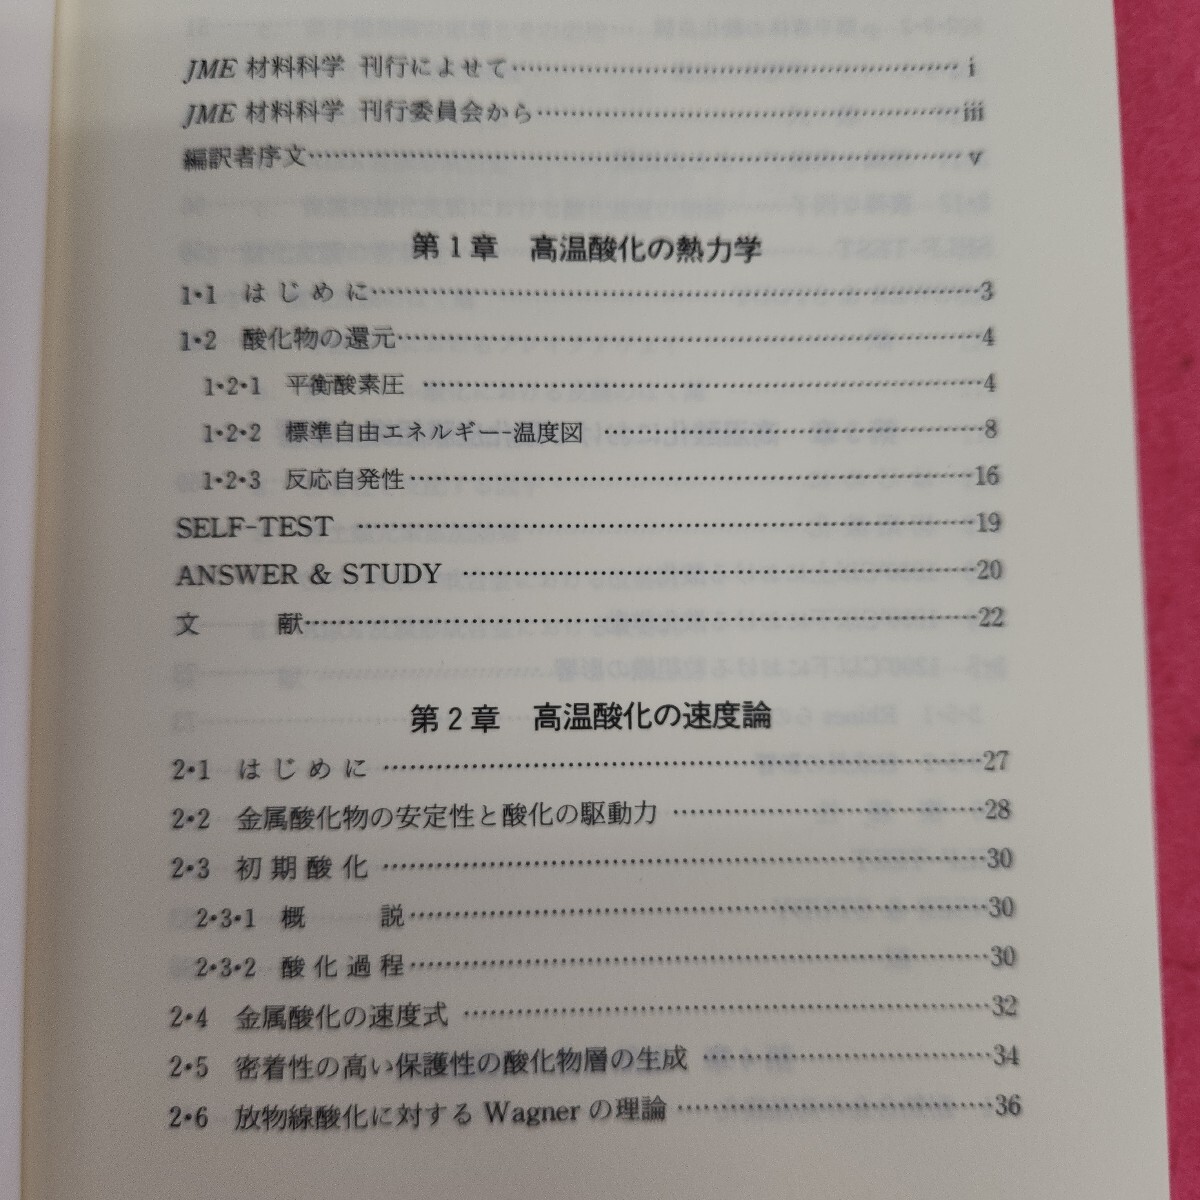 JME 材料科学 刊行によせて……………………………………………… i
JME 材料科学 刊行委員会から……………………………………………… iii
編訳者序文……………………………………………………………………… v
第1章 高温酸化の熱力学
1・1 はじめに…………………………………………………………………3
1・2 酸化物の還元……………………………………………………………4
1・2・1 平衡酸素圧 …………………………………………………………4
1・2・2 標準自由エネルギー-温度図 ………………………………………8
1・2・3 反応自発性…………………………………………………………16
SELF-TEST …………………………………………………………………19
ANSWER & STUDY …………………………………………………………20
文 献……………………………………………………………………………22
第2章 高温酸化の速度論
2・1 はじめに …………………………………………………………………27
2・2 金属酸化物の安定性と酸化の駆動力 …………………………………28
2・3 初期酸化 …………………………………………………………………30
2・3・1 概 説……………………………………………………………………30
2・3・2 酸化過程………………………………………………………………30
2・4 金属酸化の速度式 ………………………………………………………32
2・5 密着性の高い保護性の酸化物層の生成 ………………………………34
2・6 放物線酸化に対する Wagner の理論 …………………………………36